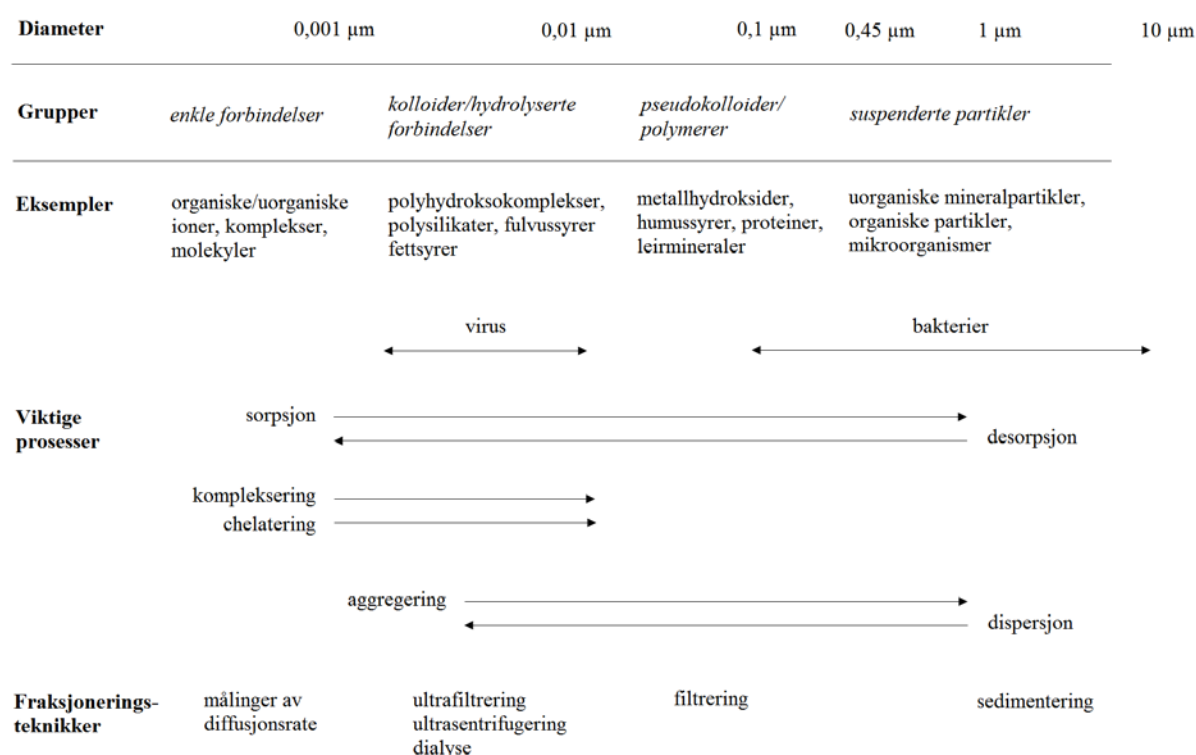 Diameter 0,001 µm 0,01 µm 0,1 µm 0,45 µm 1 µm 10 µm
Grupper enkle forbindelser kolloider/hydrolyserte forbindelser pseudokolloider/ polymerer suspenderte partikler
Eksempler
organiske/uorganiske
ioner, komplekser,
molekyler
polyhydroksokomplekser,
polysilikater, fulvussyrer
fettsyrer
metallhydroksider,
humussyrer, proteiner,
leirmineraler
uorganiske mineralpartikler,
organiske partikler,
mikroorganismer
virus
bakterier
Viktige
prosesser
sorpsjon
desorpsjon
kompleksering
chelatering
aggregering
dispersjon
Fraksjonerings-
teknikker
målinger av
diffusjonsrate
ultrafiltrering
ultrasentrifugering
dialyse
filtrering
sedimentering